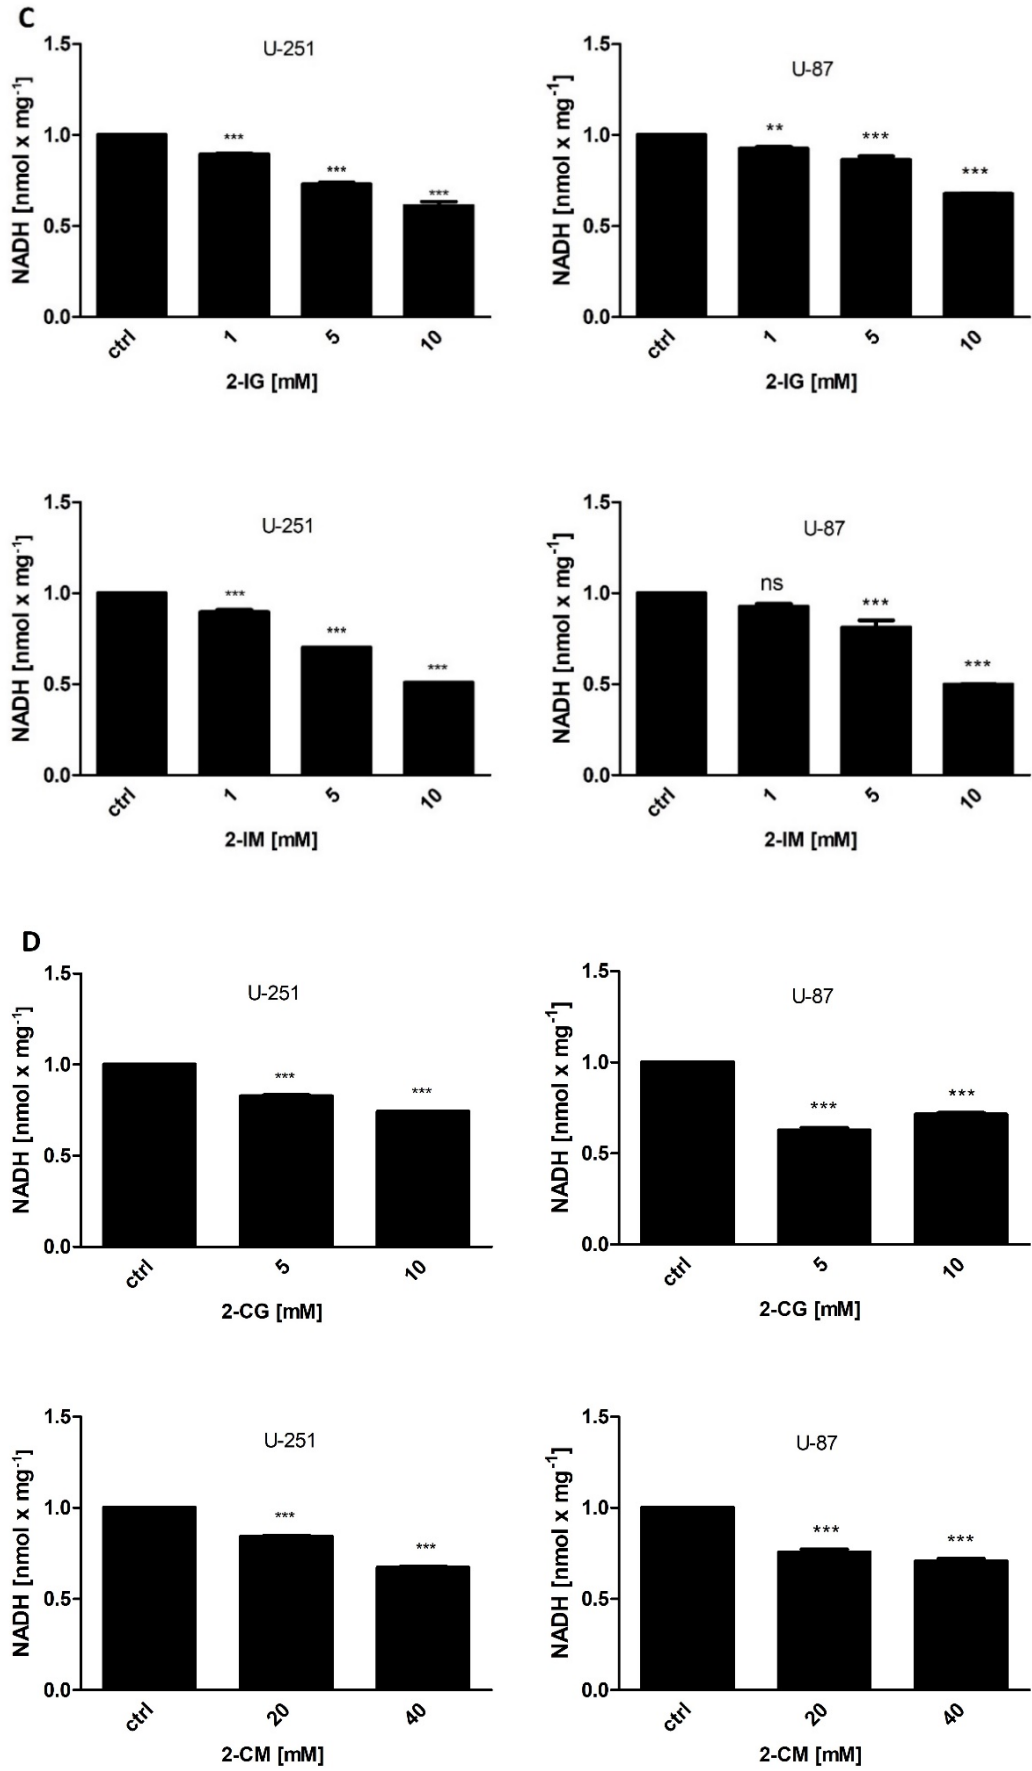 C
U-251
NADH [nmol x mg-1]
1.5
1.0
0.5
0.0
***
***
***
ctrl
1
5
10
2-IG [mM]
U-87
NADH [nmol x mg-1]
1.5
1.0
0.5
0.0
**
***
***
ctrl
1
5
10
2-IG [mM]
U-251
NADH [nmol x mg-1]
1.5
1.0
0.5
0.0
***
***
***
ctrl
1
5
10
2-IM [mM]
U-87
NADH [nmol x mg-1]
1.5
1.0
0.5
0.0
ns
***
***
ctrl
1
5
10
2-IM [mM]
D
U-251
NADH [nmol x mg-1]
1.5
1.0
0.5
0.0
***
***
ctrl
5
10
2-CG [mM]
U-87
NADH [nmol x mg-1]
1.5
1.0
0.5
0.0
***
***
ctrl
5
10
2-CG [mM]
U-251
NADH [nmol x mg-1]
1.5
1.0
0.5
0.0
***
***
ctrl
20
40
2-CM [mM]
U-87
NADH [nmol x mg-1]
1.5
1.0
0.5
0.0
***
***
ctrl
20
40
2-CM [mM]